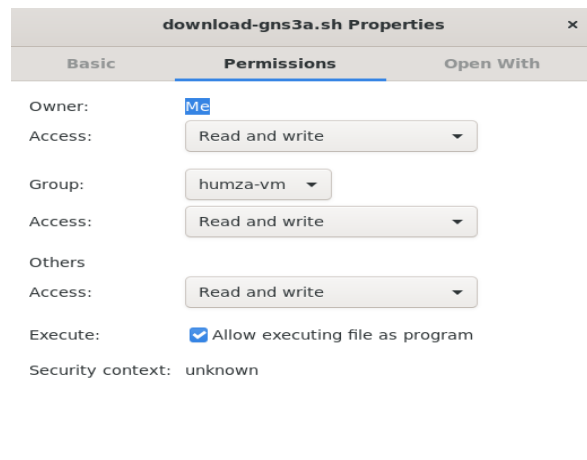 download-gns3a.sh Properties ×
Basic Permissions Open With
Owner: Me
Access: Read and write
Group: humza-vm
Access: Read and write
Others
Access: Read and write
Execute: Allow executing file as program
Security context: unknown